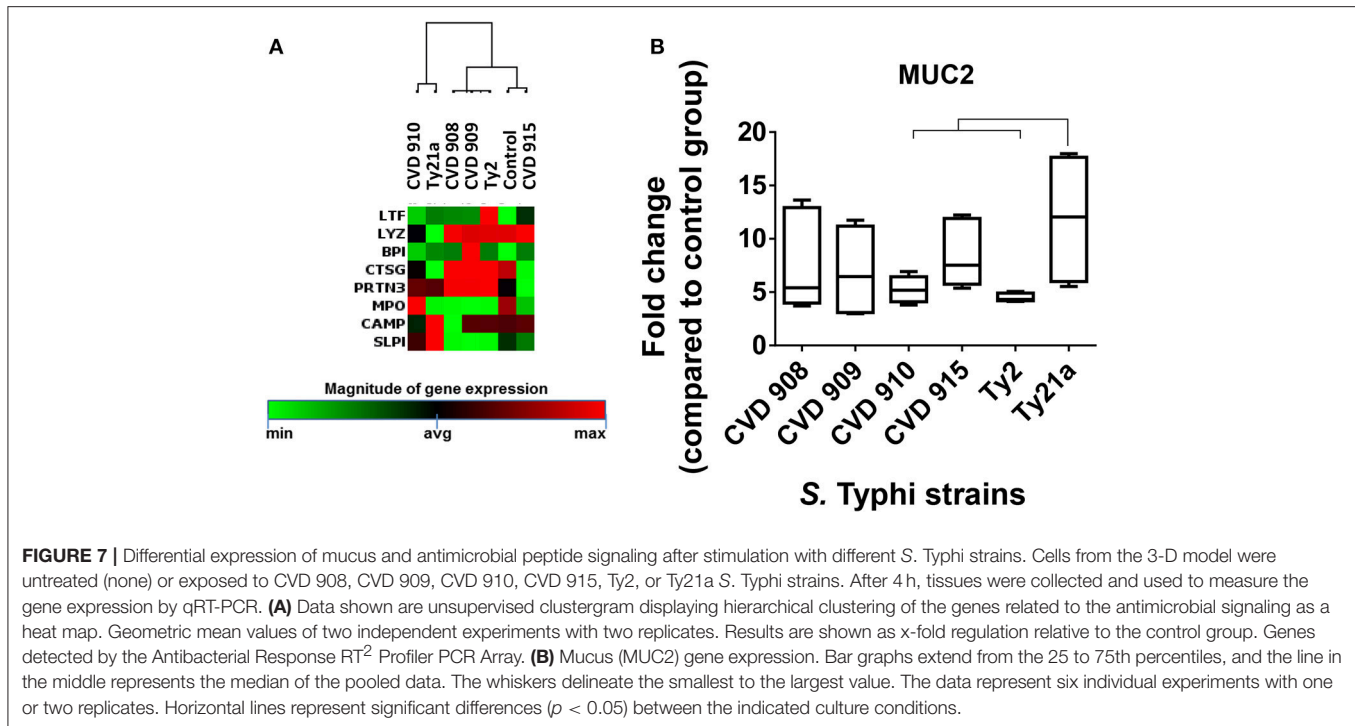 A
CVD 910
Ty21a
CVD 908
CVD 909
Ty2
Control
CVD 915
LTF
LYZ
BPI
CTSG
PRTN3
MPO
CAMP
SLPI
Magnitude of gene expression
min avg max
B
MUC2
Fold change
(compared to control group)
20
15
10
5
0
CVD 908
CVD 909
CVD 910
CVD 915
Ty2
Ty21a
S. Typhi strains
FIGURE 7 | Differential expression of mucus and antimicrobial peptide signaling after stimulation with different S. Typhi strains. Cells from the 3-D model were
untreated (none) or exposed to CVD 908, CVD 909, CVD 910, CVD 915, Ty2, or Ty21a S. Typhi strains. After 4 h, tissues were collected and used to measure the
gene expression by qRT-PCR. (A) Data shown are unsupervised clustergram displaying hierarchical clustering of the genes related to the antimicrobial signaling as a
heat map. Geometric mean values of two independent experiments with two replicates. Results are shown as x-fold regulation relative to the control group. Genes
detected by the Antibacterial Response RT² Profiler PCR Array. (B) Mucus (MUC2) gene expression. Bar graphs extend from the 25 to 75th percentiles, and the line in
the middle represents the median of the pooled data. The whiskers delineate the smallest to the largest value. The data represent six individual experiments with one
or two replicates. Horizontal lines represent significant differences (p < 0.05) between the indicated culture conditions.